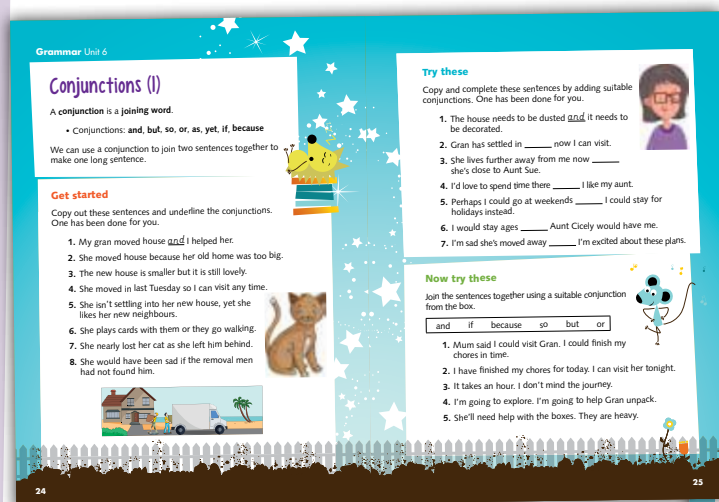 Grammar Unit 6
Conjunctions (1)
A conjunction is a joining word.
• Conjunctions: and, but, so, or, as, yet, if, because
We can use a conjunction to join two sentences together to
make one long sentence.
Get started
Copy out these sentences and underline the conjunctions.
One has been done for you.
1. My gran moved house and I helped her.
2. She moved house because her old home was too big.
3. The new house is smaller but it is still lovely.
4. She moved in last Tuesday so I can visit any time.
5. She isn't settling into her new house, yet she
likes her new neighbours.
6. She plays cards with them or they go walking.
7. She nearly lost her cat as she left him behind.
8. She would have been sad if the removal men
had not found him.
24
Try these
Copy and complete these sentences by adding suitable
conjunctions. One has been done for you.
1. The house needs to be dusted and it needs to
be decorated.
2. Gran has settled in _____ now I can visit.
3. She lives further away from me now _____
she's close to Aunt Sue.
4. I'd love to spend time there _____ I like my aunt.
5. Perhaps I could go at weekends _____ I could stay for
holidays instead.
6. I would stay ages _____ Aunt Cicely would have me.
7. I'm sad she's moved away _____ I'm excited about these plans.
Now try these
Join the sentences together using a suitable conjunction
from the box.
and if because so but or
1. Mum said I could visit Gran. I could finish my
chores in time.
2. I have finished my chores for today. I can visit her tonight.
3. It takes an hour. I don't mind the journey.
4. I'm going to explore. I'm going to help Gran unpack.
5. She'll need help with the boxes. They are heavy.
25